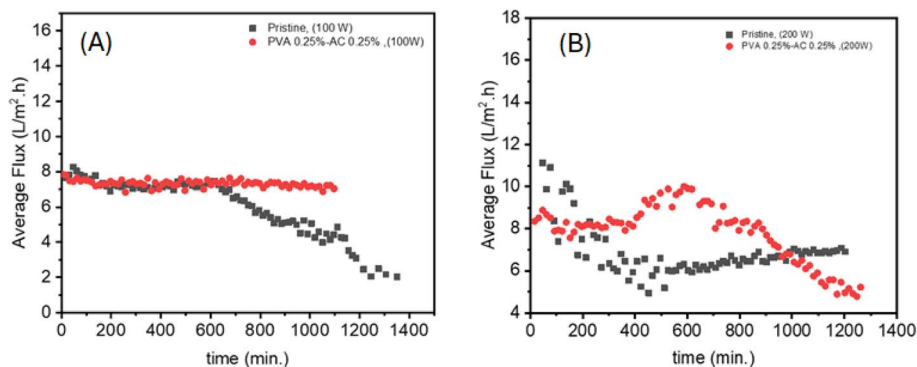 (A)
Pristine, (100 W)
PVA 0.25%-AC 0.25% ,(100W)
Average Flux (L/m².h)
16
14
12
10
8
6
4
2
0
0 200 400 600 800 1000 1200 1400
time (min.)
(B)
Pristine, (200 W)
PVA 0.25%-AC 0.25% ,(200W)
Average Flux (L/m².h)
18
16
14
12
10
8
6
4
0 200 400 600 800 1000 1200 1400
time (min.)